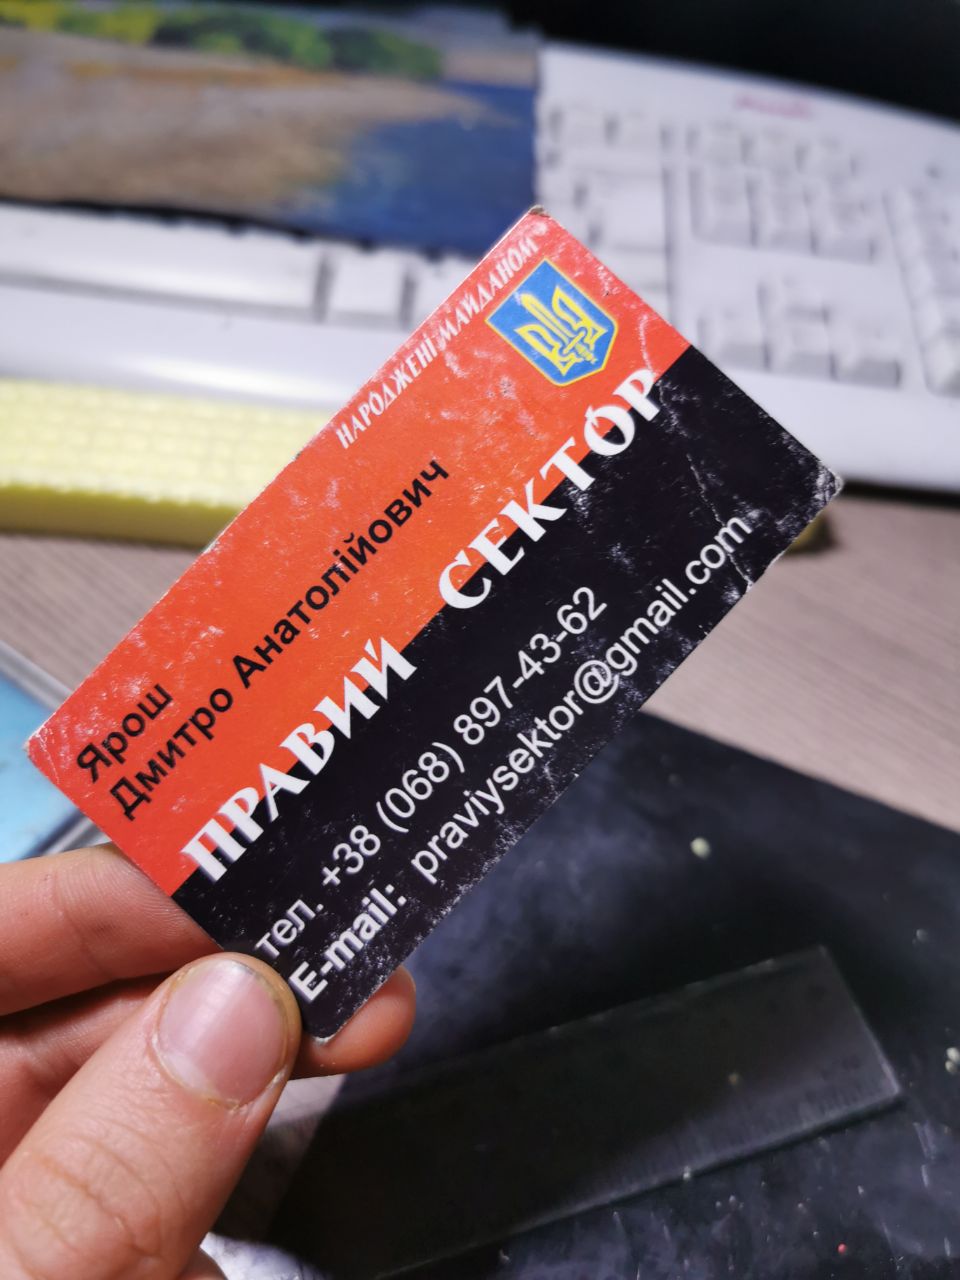 НАРОДЖЕНІ МАЙДАНОМ
Ярош
Дмитро Анатолійович
ПРАВИЙ СЕКТОР
тел. +38 (068) 897-43-62
E-mail: praviysektor@gmail.com